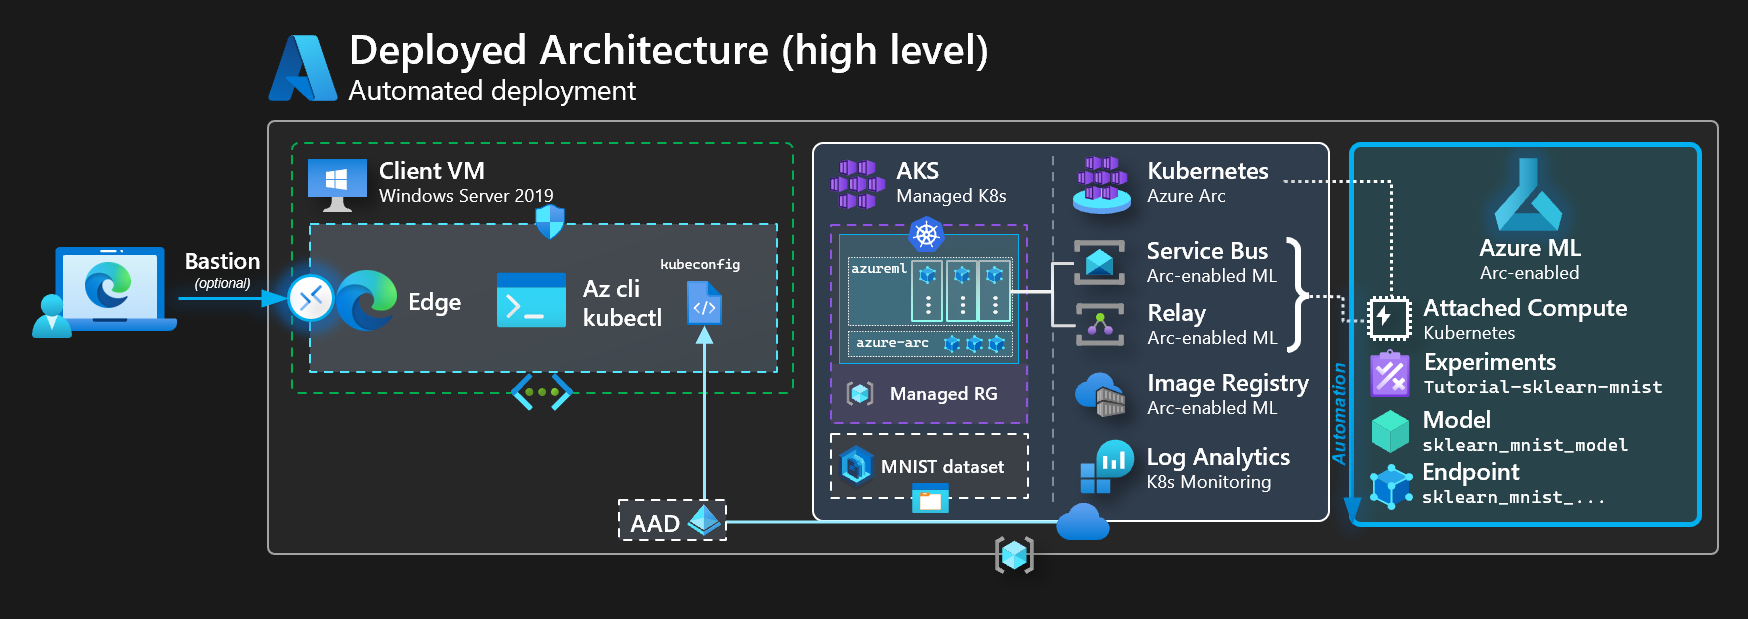 Deployed Architecture (high level)
Automated deployment
Bastion
(optional)
Client VM
Windows Server 2019
Edge
Az cli
kubectl
kubeconfig
AAD
AKS
Managed K8s
azureml
azure-arc
Managed RG
MNIST dataset
Kubernetes
Azure Arc
Service Bus
Arc-enabled ML
Relay
Arc-enabled ML
Image Registry
Arc-enabled ML
Log Analytics
K8s Monitoring
Automation
Azure ML
Arc-enabled
Attached Compute
Kubernetes
Experiments
Tutorial-sklearn-mnist
Model
sklearn_mnist_model
Endpoint
sklearn_mnist_...